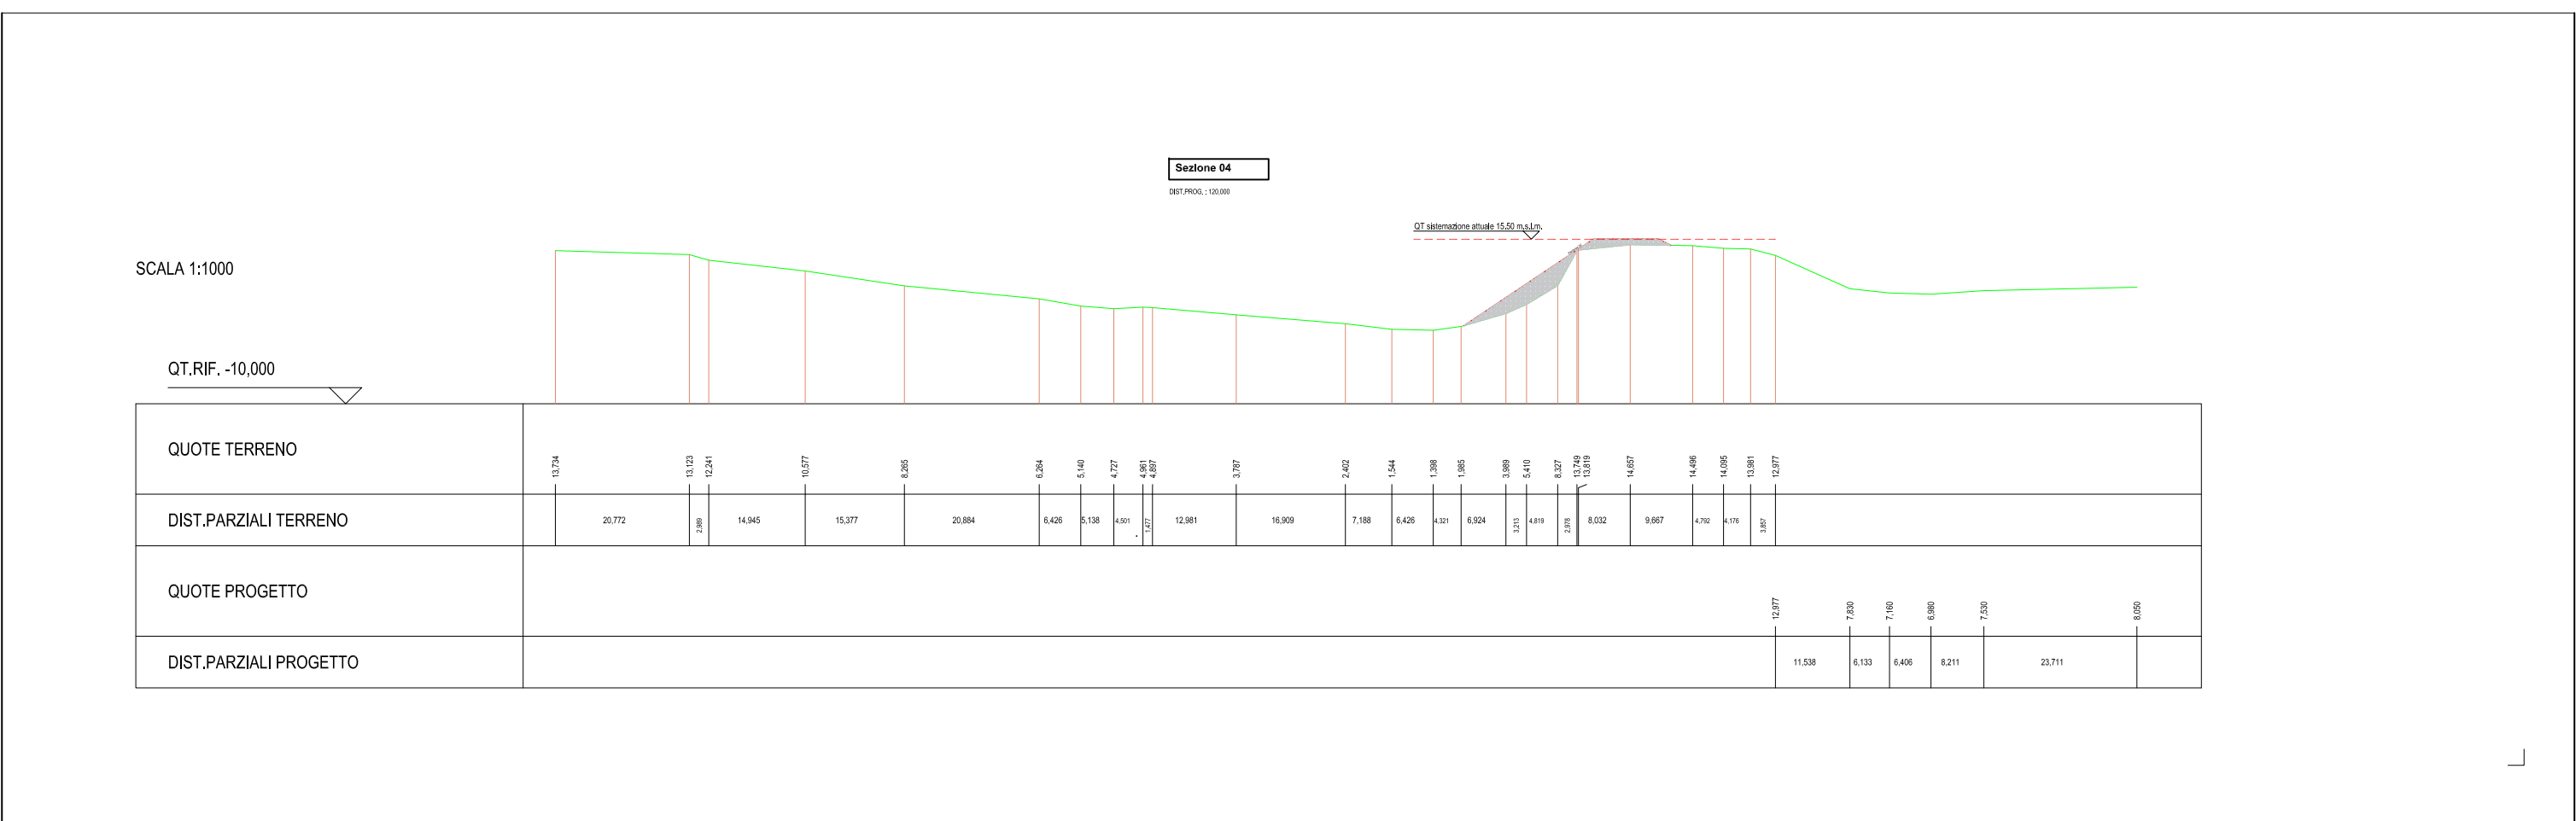 Sezione 04
DIST.PROG. : 120,000
QT sistemazione attuale 15.50 m.s.l.m.
SCALA 1:1000
QT.RIF. -10,000
QUOTE TERRENO
13,734 13,123 12,241 10,577 8,265 6,264 5,140 4,727 4,961 4,897 3,787 2,402 1,544 1,398 1,985 3,989 5,410 8,327 13,749 13,819 14,657 14,496 14,095 13,981 12,977
DIST.PARZIALI TERRENO
20,772 2,989 14,945 15,377 20,884 6,426 5,138 4,501 1,477 12,981 16,909 7,188 6,426 4,321 6,924 3,213 4,819 2,978 8,032 9,667 4,792 4,176 3,857
QUOTE PROGETTO
12,977 7,830 7,160 6,980 7,530 8,050
DIST.PARZIALI PROGETTO
11,538 6,133 6,406 8,211 23,711